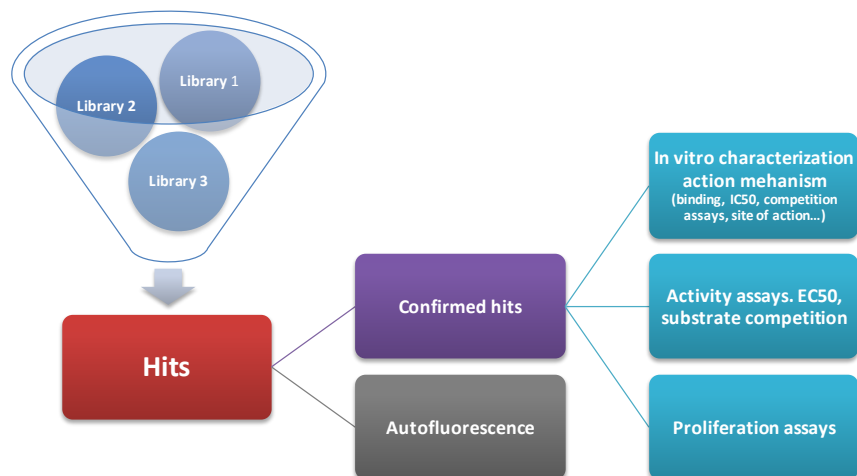 Library 1
Library 2
Library 3
Hits
Confirmed hits
Autofluorescence
In vitro characterization
action mehanism
(binding, IC50, competition
assays, site of action...)
Activity assays. EC50,
substrate competition
Proliferation assays